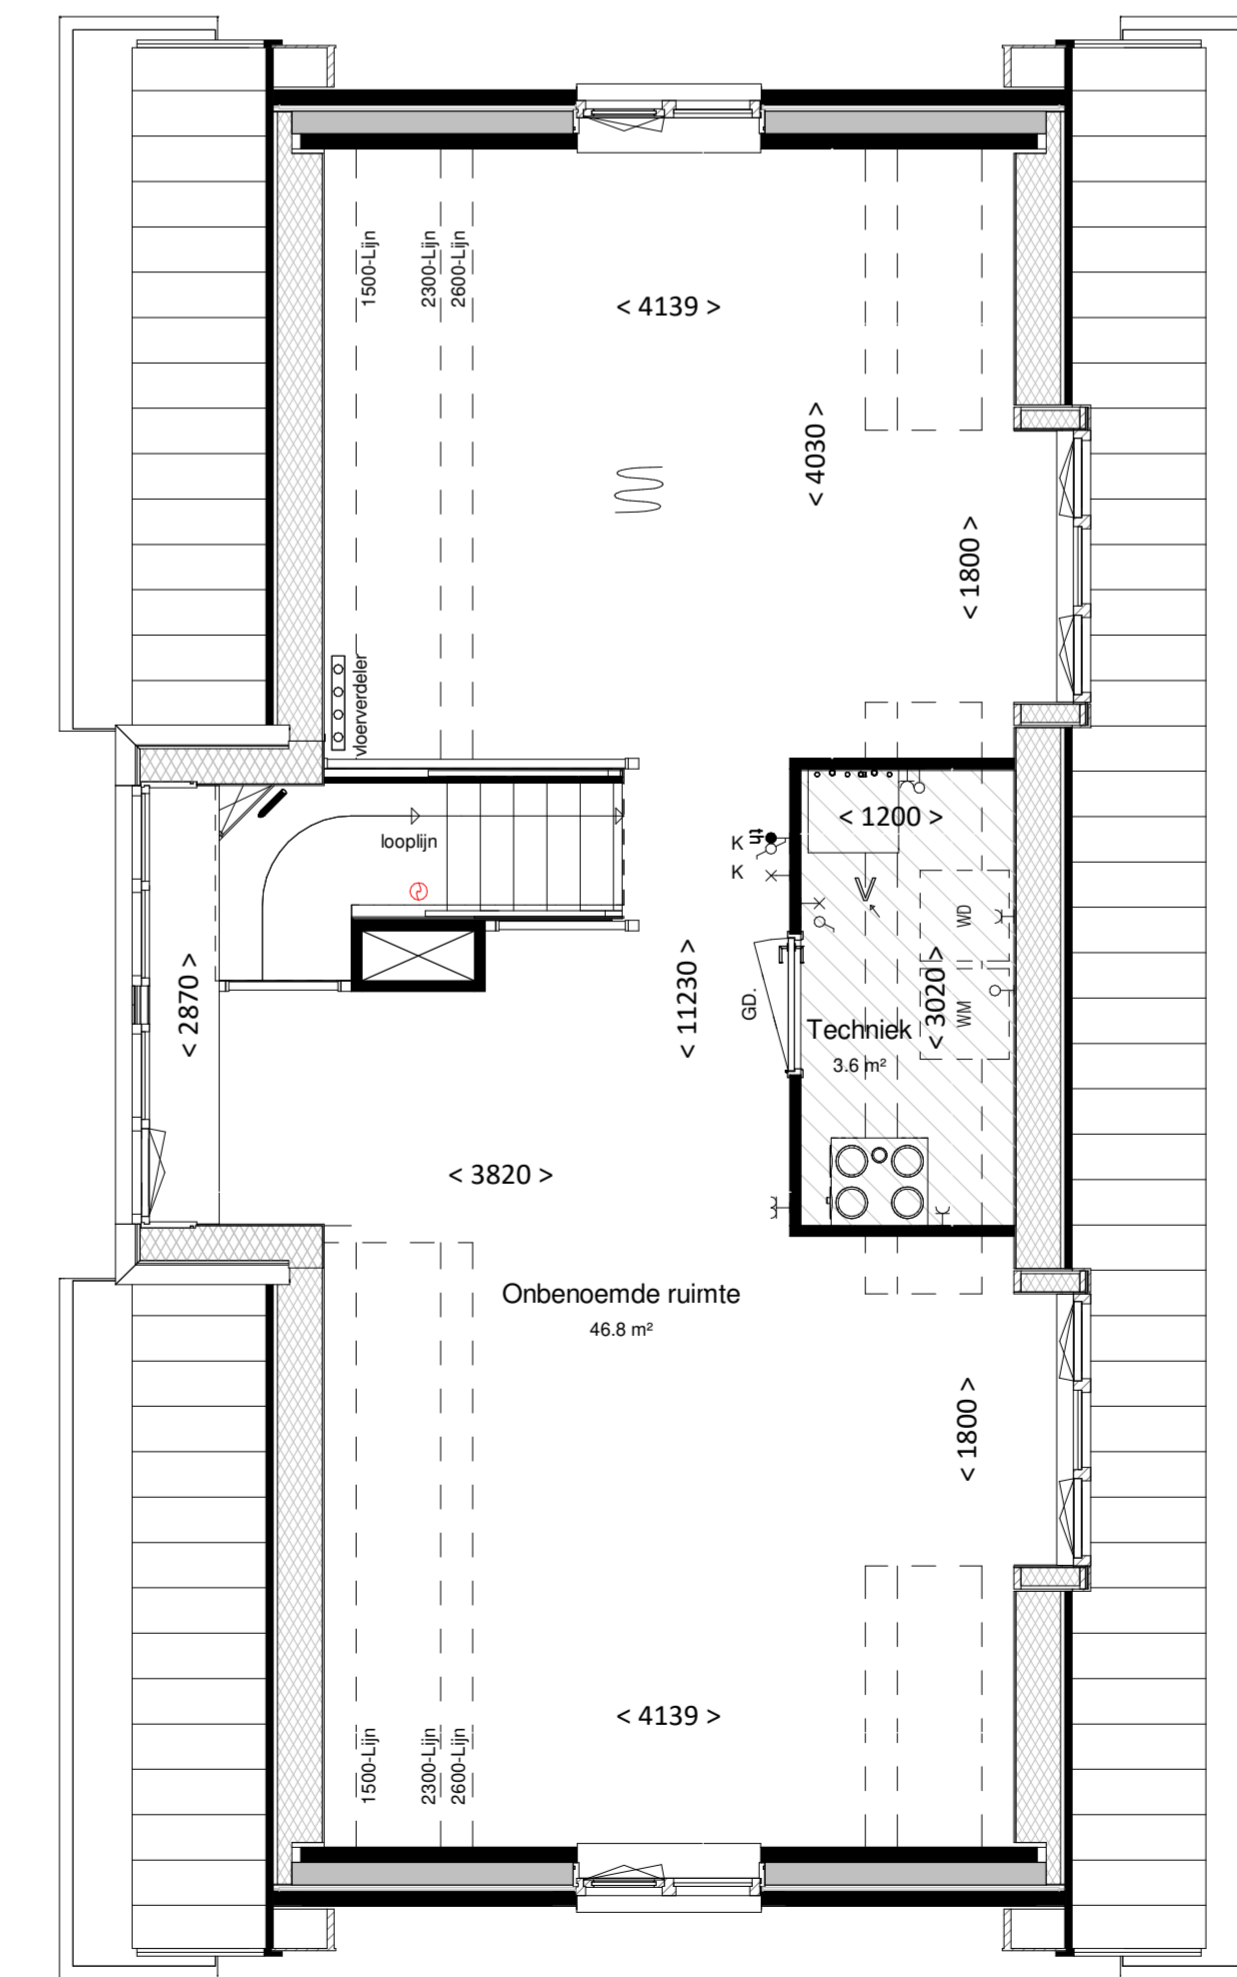 1500-Lijn
2300-Lijn
2600-Lijn
< 4139 >
< 4030 >
< 1800 >
vloerverdeler
looplijn
K
th
K
< 1200 >
V
WD
< 2870 >
< 11230 >
GD.
< 3020 >
WM
Techniek
3.6 m²
< 3820 >
Onbenoemde ruimte
46.8 m²
< 1800 >
< 4139 >
1500-Lijn
2300-Lijn
2600-Lijn